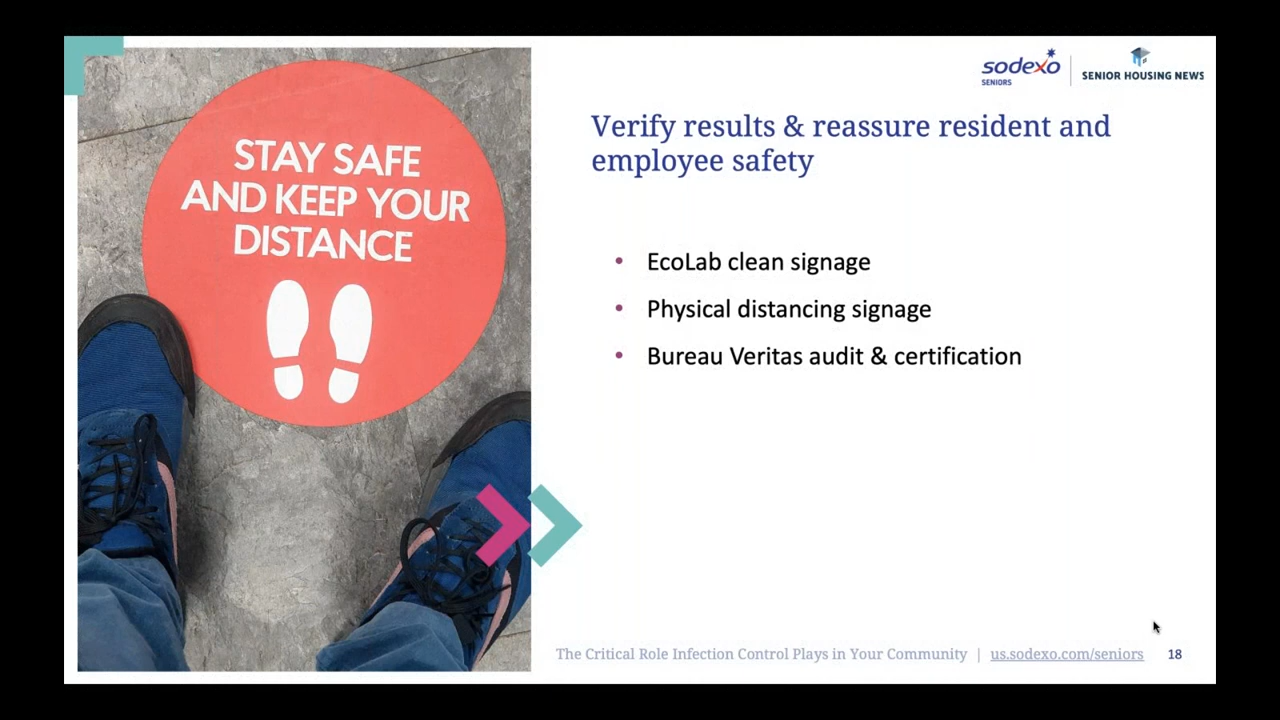 STAY SAFE
AND KEEP YOUR
DISTANCE
sodexo
SENIORS
SENIOR HOUSING NEWS
Verify results & reassure resident and
employee safety
• EcoLab clean signage
• Physical distancing signage
• Bureau Veritas audit & certification
The Critical Role Infection Control Plays in Your Community | us.sodexo.com/seniors 18